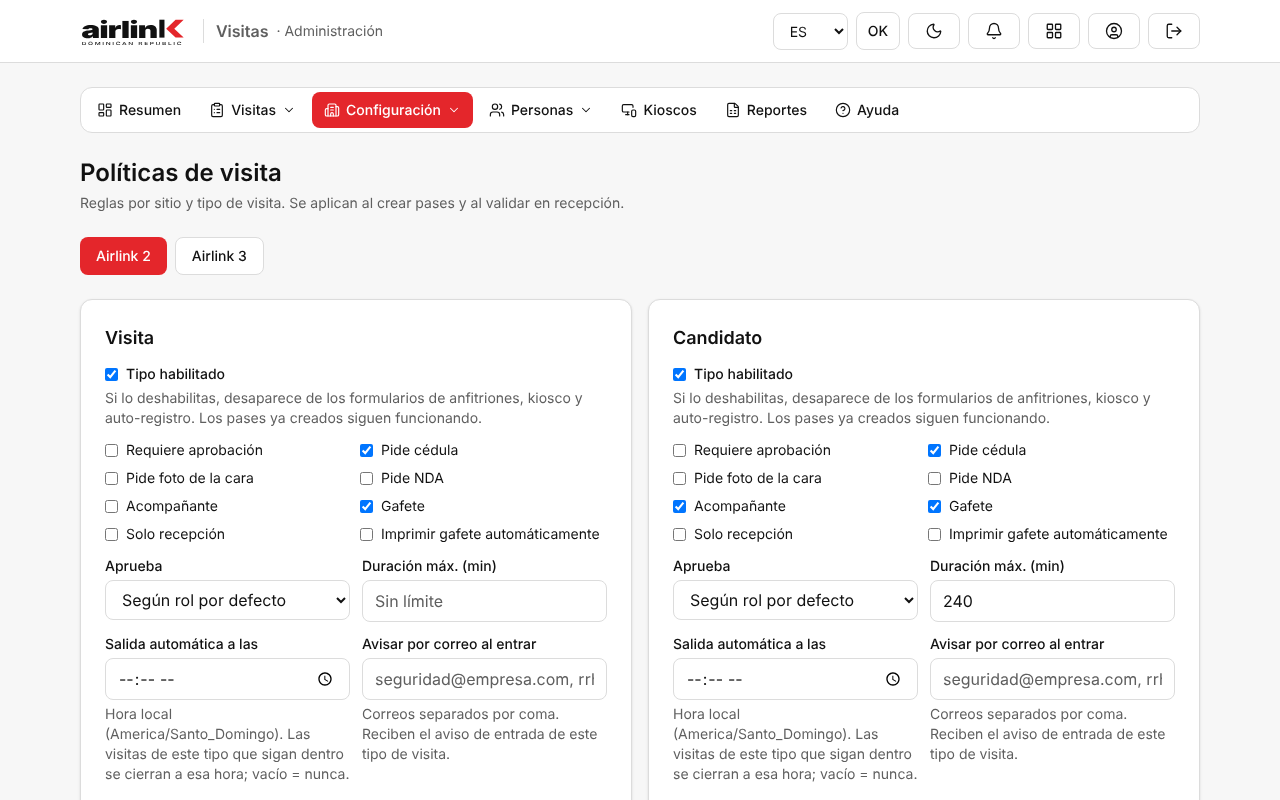 airlink
DOMINICAN REPUBLIC
Visitas · Administración
ES
OK
Resumen
Visitas
Configuración
Personas
Kioscos
Reportes
Ayuda
Políticas de visita
Reglas por sitio y tipo de visita. Se aplican al crear pases y al validar en recepción.
Airlink 2
Airlink 3
Visita
Tipo habilitado
Si lo deshabilitas, desaparece de los formularios de anfitriones, kiosco y
auto-registro. Los pases ya creados siguen funcionando.
Requiere aprobación
Pide cédula
Pide foto de la cara
Pide NDA
Acompañante
Gafete
Solo recepción
Imprimir gafete automáticamente
Aprueba
Duración máx. (min)
Según rol por defecto
Sin límite
Salida automática a las
Avisar por correo al entrar
--:-- --
seguridad@empresa.com, rrl
Hora local
(America/Santo_Domingo). Las
visitas de este tipo que sigan dentro
se cierran a esa hora; vacío = nunca.
Correos separados por coma.
Reciben el aviso de entrada de este
tipo de visita.
Candidato
Tipo habilitado
Si lo deshabilitas, desaparece de los formularios de anfitriones, kiosco y
auto-registro. Los pases ya creados siguen funcionando.
Requiere aprobación
Pide cédula
Pide foto de la cara
Pide NDA
Acompañante
Gafete
Solo recepción
Imprimir gafete automáticamente
Aprueba
Duración máx. (min)
Según rol por defecto
240
Salida automática a las
Avisar por correo al entrar
--:-- --
seguridad@empresa.com, rrl
Hora local
(America/Santo_Domingo). Las
visitas de este tipo que sigan dentro
se cierran a esa hora; vacío = nunca.
Correos separados por coma.
Reciben el aviso de entrada de este
tipo de visita.